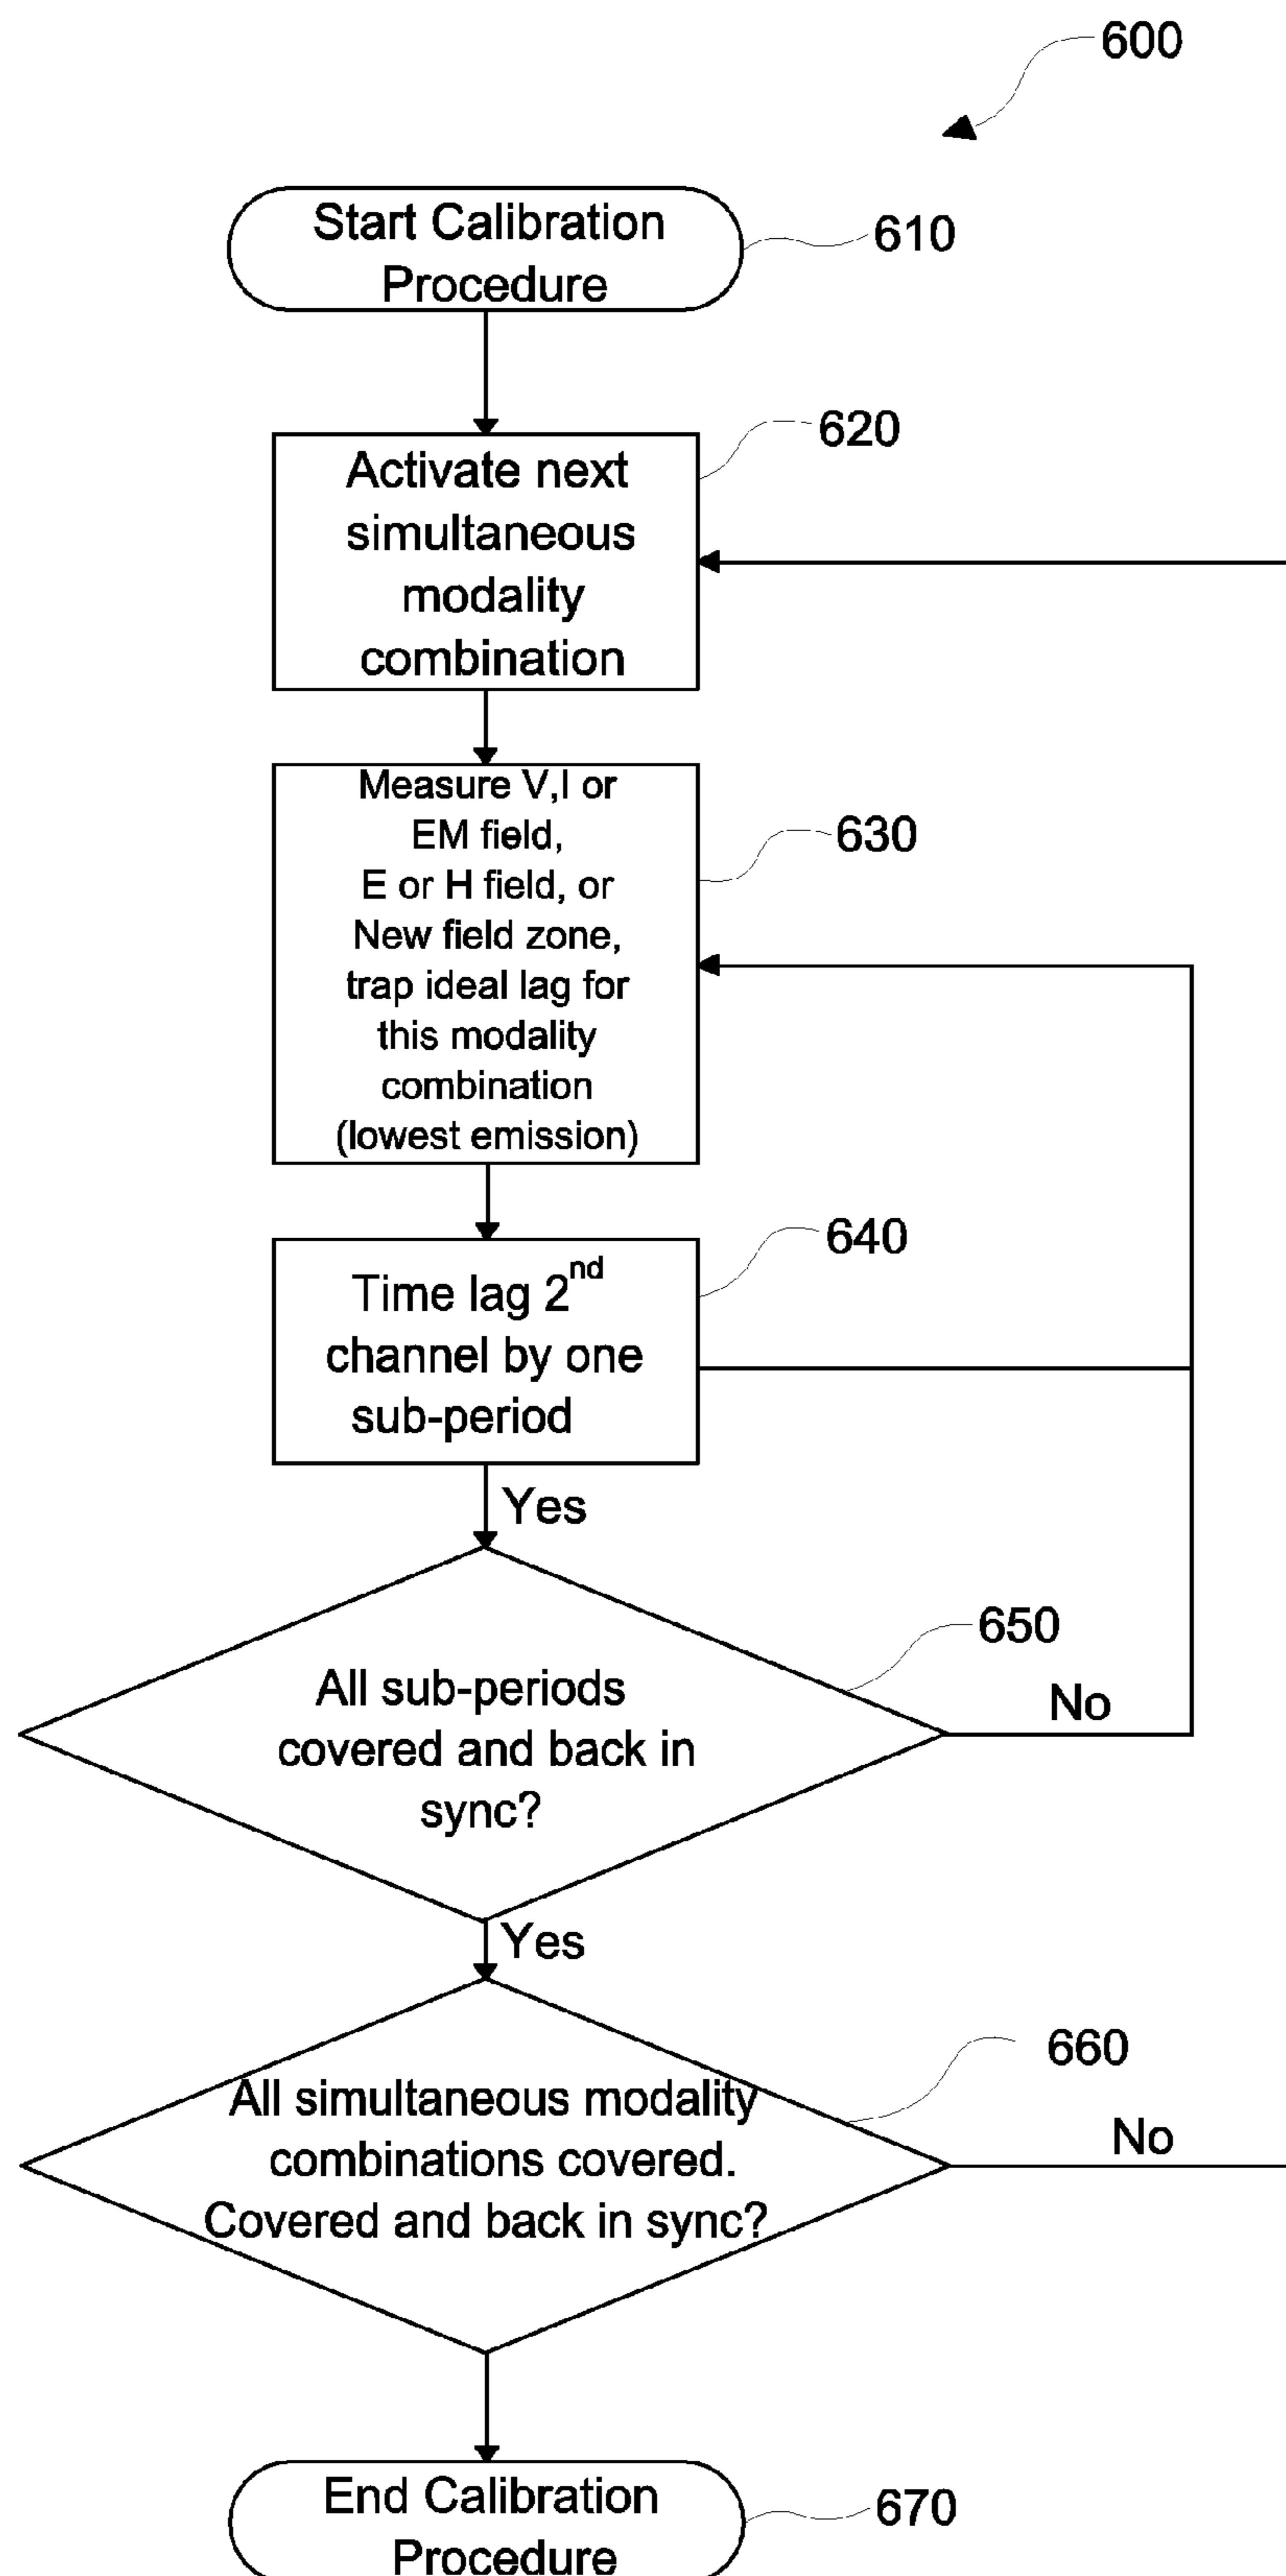 600
Start Calibration
Procedure
610
Activate next
simultaneous
modality
combination
620
Measure V,I or
EM field,
E or H field, or
New field zone,
trap ideal lag for
this modality
combination
(lowest emission)
630
Time lag 2nd
channel by one
sub-period
640
Yes
All sub-periods
covered and back in
sync?
650
No
Yes
All simultaneous modality
combinations covered.
Covered and back in sync?
660
No
End Calibration
Procedure
670